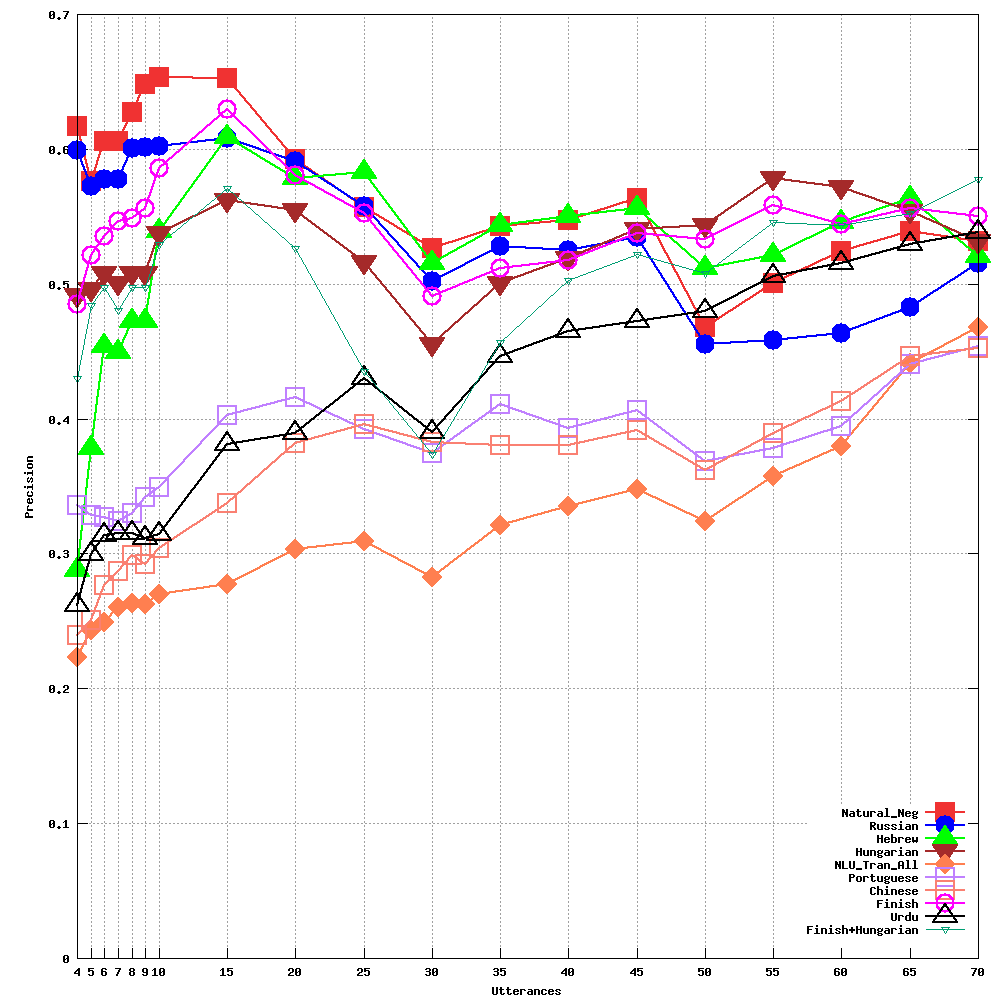 0.7
0.6
0.5
0.4
0.3
0.2
0.1
0
Precision
4 5 6 7 8 9 10 15 20 25 30 35 40 45 50 55 60 65 70
Utterances
Natural_Neg
Russian
Hebrew
Hungarian
NLU_Tran_All
Portuguese
Chinese
Finish
Urdu
Finish+Hungarian